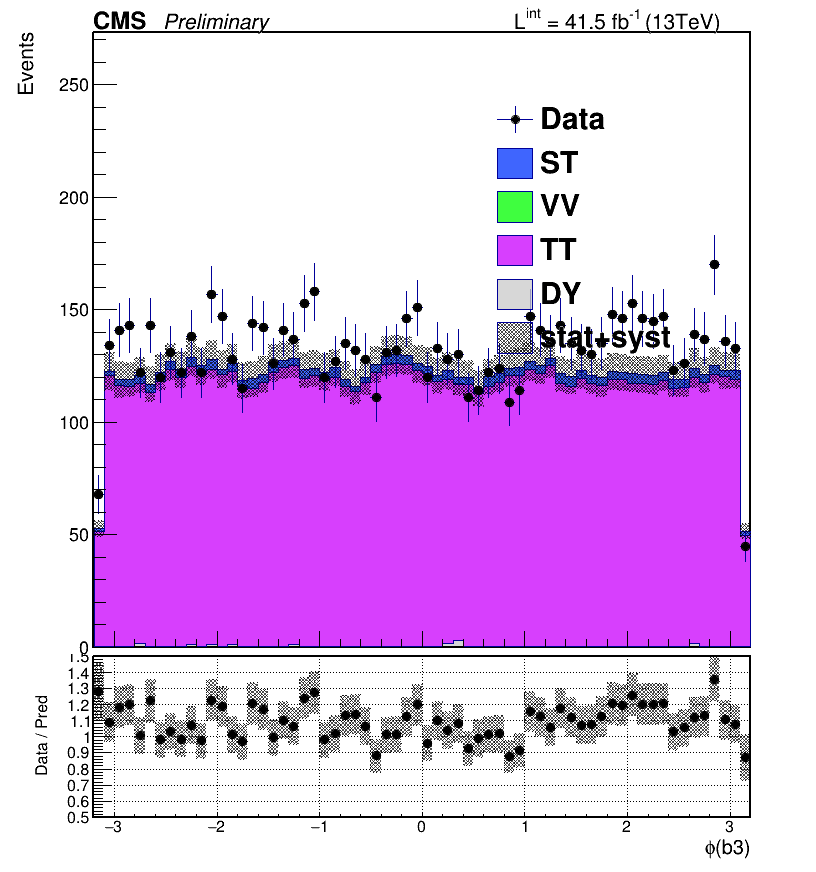 CMS Preliminary L^int = 41.5 fb^-1 (13TeV)
Events
250
200
150
100
50
0
Data
ST
VV
TT
DY
stat+syst
Data / Pred
1.5
1.4
1.3
1.2
1.1
1
0.9
0.8
0.7
0.6
0.5
−3 −2 −1 0 1 2 3
ϕ(b3)